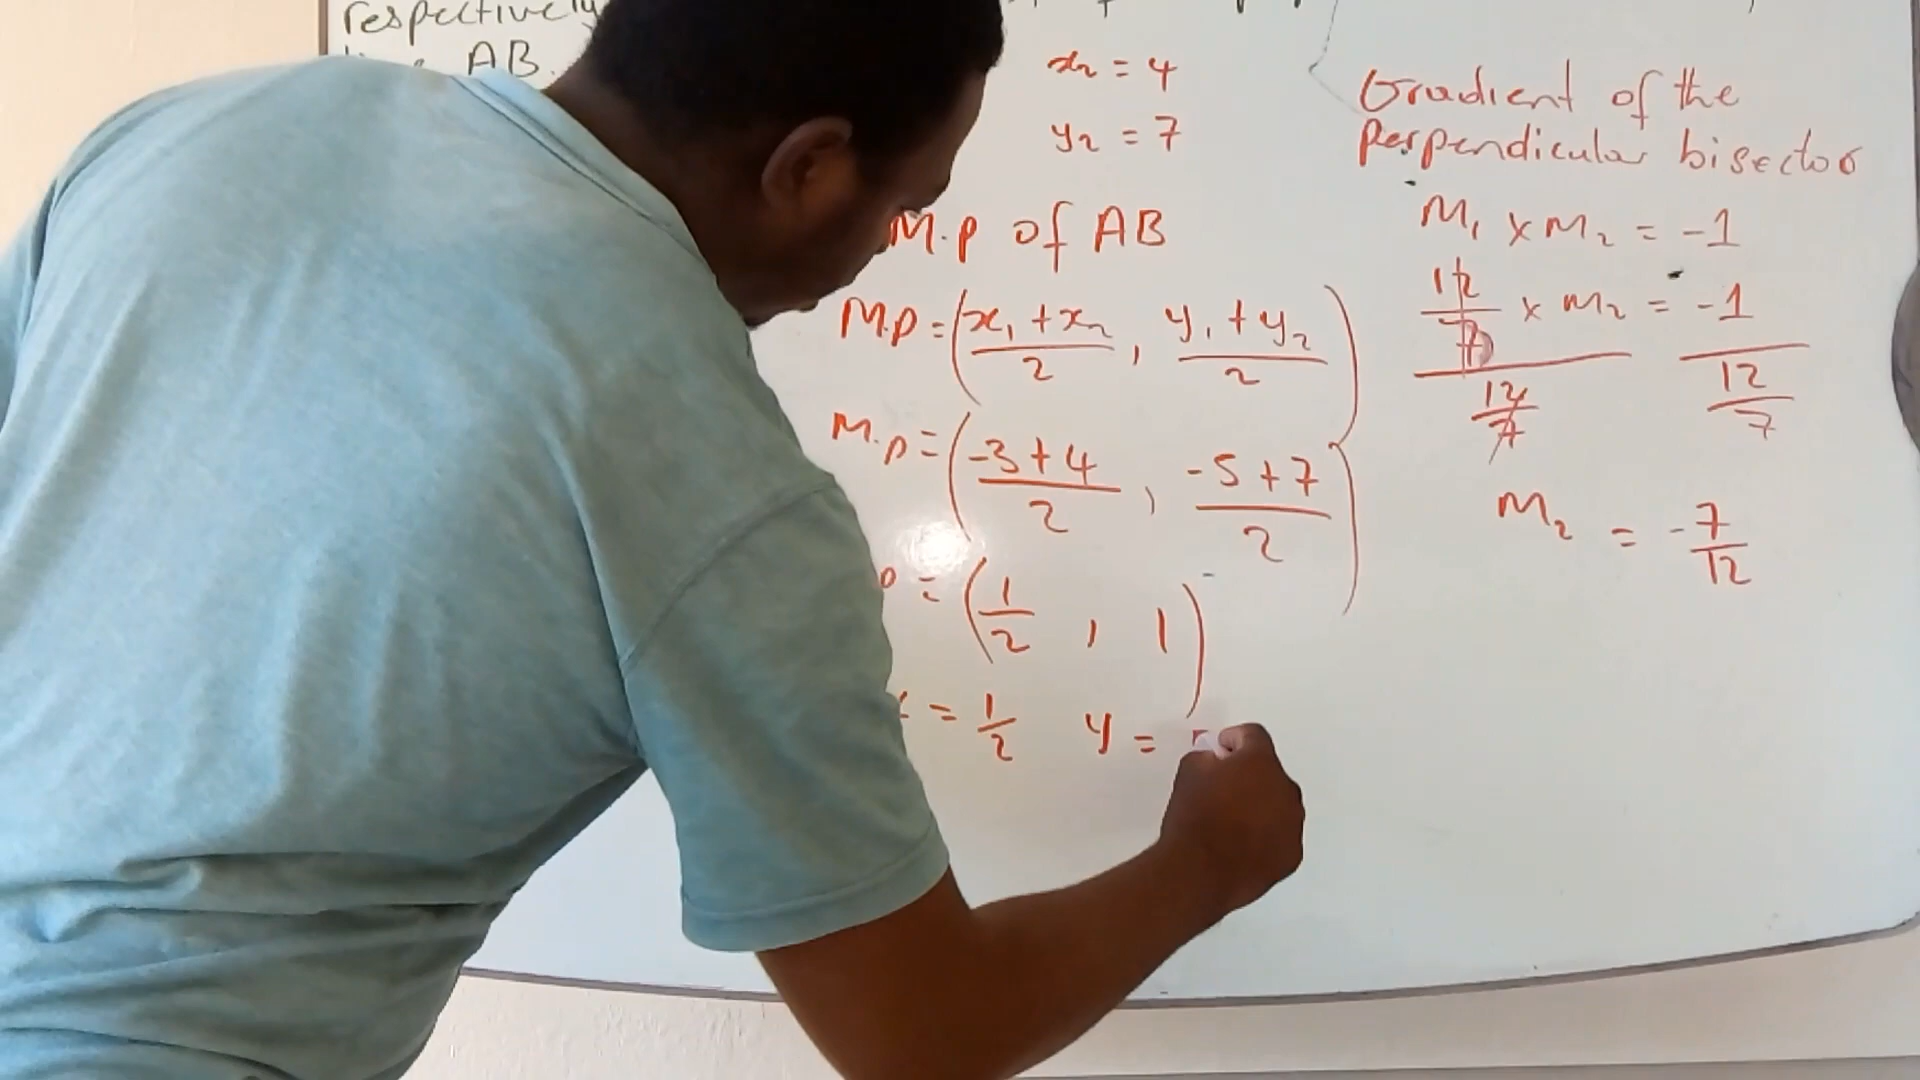 respectively
AB.
x₂ = 4
y₂ = 7
M.P of AB
M.P = (x₁ + x₂ / 2 , y₁ + y₂ / 2)
M.P = (-3 + 4 / 2 , -5 + 7 / 2)
P = (1/2 , 1)
= 1/2 y =
Gradient of the
perpendicular bisector
M₁ × M₂ = -1
12/7 × m₂ = -1
12/7 12/7
M₂ = -7/12